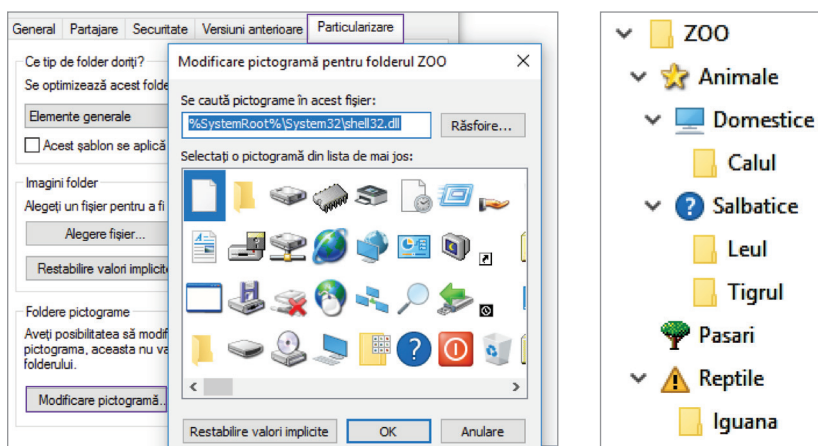 General Partajare Securitate Versiuni anterioare Particularizare
Ce tip de folder doriți?
Se optimizează acest folde
Elemente generale
Acest șablon se aplică
Imagini folder
Alegeți un fișier pentru a fi
Alegere fișier...
Restabilire valori implicite
Foldere pictograme
Aveți posibilitatea să modif
pictograma, aceasta nu va
folderului.
Modificare pictogramă...
Modificare pictogramă pentru folderul ZOO
Se caută pictograme în acest fișier:
%SystemRoot%\System32\shell32.dll
Răsfoire...
Selectați o pictogramă din lista de mai jos:
Restabilire valori implicite OK Anulare
ZOO
Animale
Domestice
Calul
Salbatice
Leul
Tigrul
Pasari
Reptile
Iguana